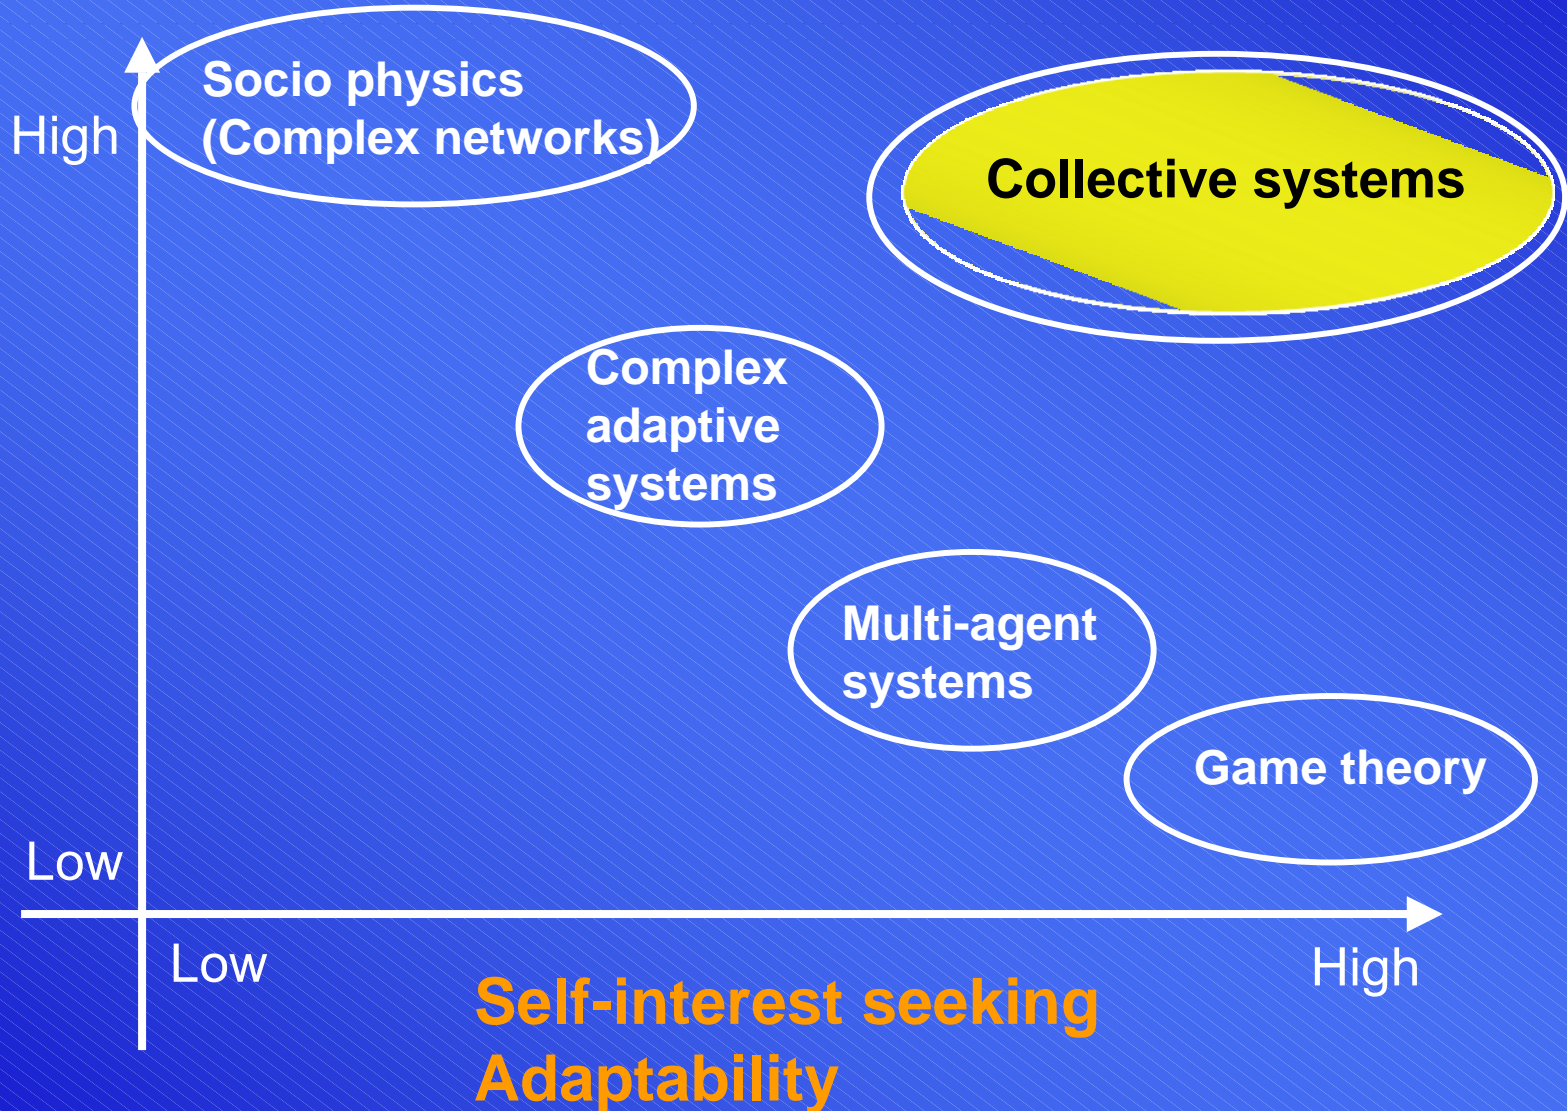 Socio physics
(Complex networks)
High
Collective systems
Complex
adaptive
systems
Multi-agent
systems
Game theory
Low
Low
High
Self-interest seeking
Adaptability